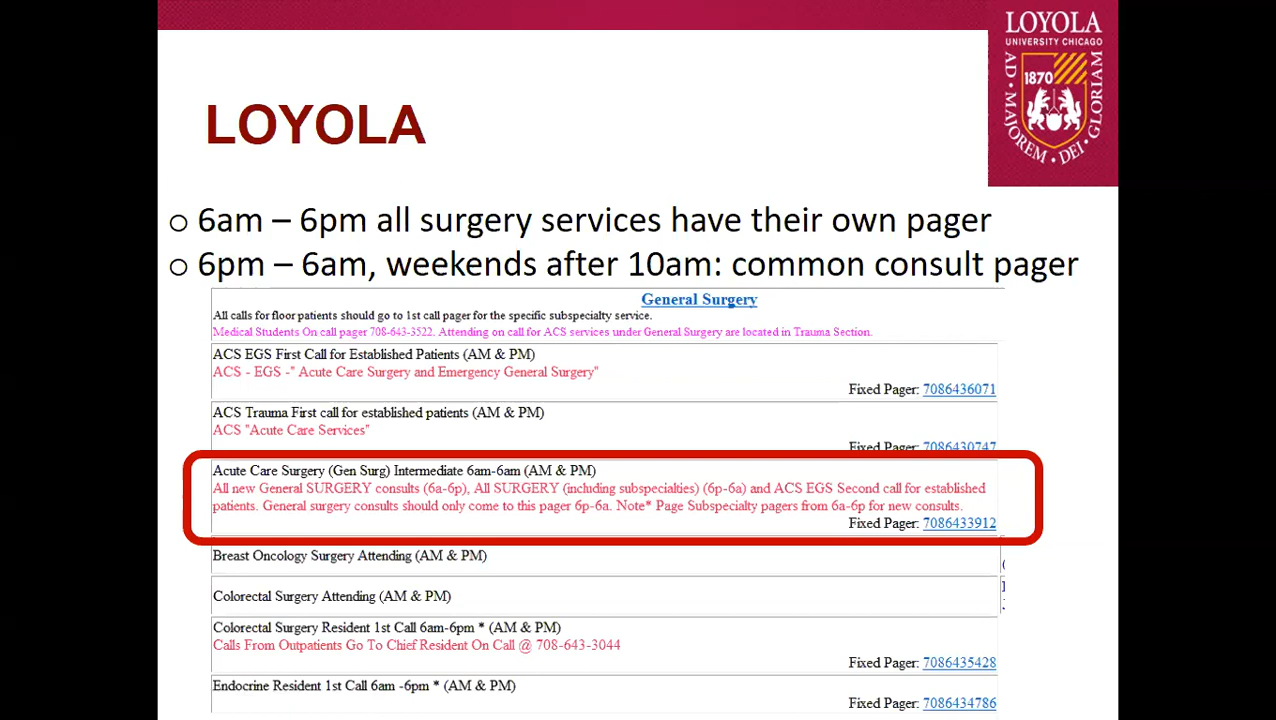 LOYOLA
UNIVERSITY CHICAGO
1870
AD • MAJOREM • DEI • GLORIAM
LOYOLA
6am – 6pm all surgery services have their own pager
6pm – 6am, weekends after 10am: common consult pager
General Surgery
All calls for floor patients should go to 1st call pager for the specific subspecialty service.
Medical Students On call pager 708-643-3522. Attending on call for ACS services under General Surgery are located in Trauma Section.
ACS EGS First Call for Established Patients (AM & PM)
ACS - EGS -" Acute Care Surgery and Emergency General Surgery"
Fixed Pager: 7086436071
ACS Trauma First call for established patients (AM & PM)
ACS "Acute Care Services"
Fixed Pager: 7086430747
Acute Care Surgery (Gen Surg) Intermediate 6am-6am (AM & PM)
All new General SURGERY consults (6a-6p), All SURGERY (including subspecialties) (6p-6a) and ACS EGS Second call for established
patients. General surgery consults should only come to this pager 6p-6a. Note* Page Subspecialty pagers from 6a-6p for new consults.
Fixed Pager: 7086433912
Breast Oncology Surgery Attending (AM & PM)
Colorectal Surgery Attending (AM & PM)
Colorectal Surgery Resident 1st Call 6am-6pm * (AM & PM)
Calls From Outpatients Go To Chief Resident On Call @ 708-643-3044
Fixed Pager: 7086435428
Endocrine Resident 1st Call 6am -6pm * (AM & PM)
Fixed Pager: 7086434786